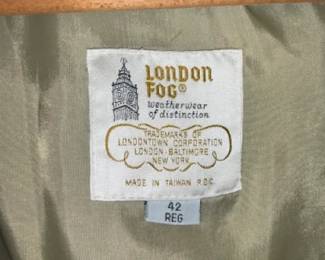 LONDON
FOG®
weatherwear
of distinction
TRADEMARKS OF
LONDONTOWN CORPORATION
LONDON-BALTIMORE
NEW YORK
MADE IN TAIWAN R.O.C.
42
REG